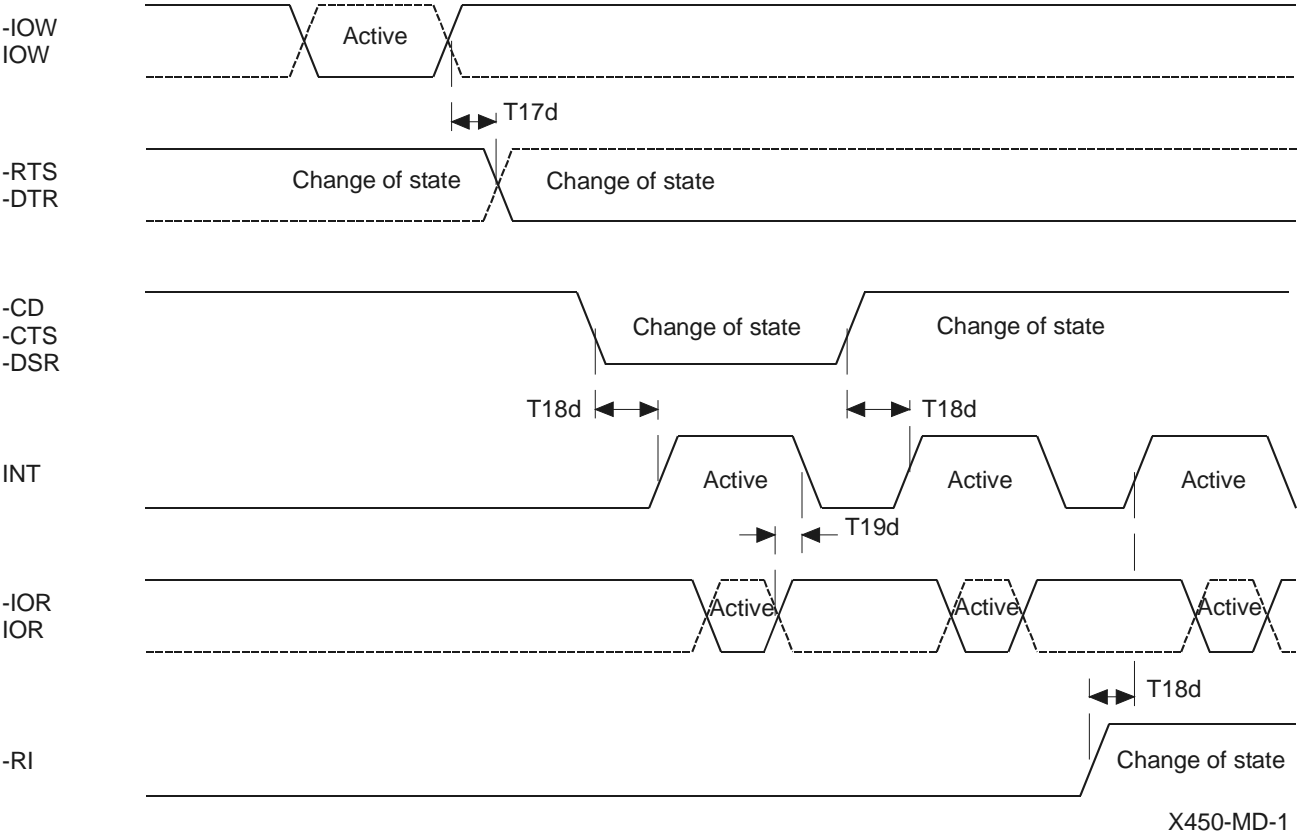 -IOW
IOW
Active
T17d
-RTS
-DTR
Change of state
Change of state
-CD
-CTS
-DSR
Change of state
Change of state
T18d
T18d
INT
Active
Active
Active
T19d
-IOR
IOR
Active
Active
Active
T18d
-RI
Change of state
X450-MD-1